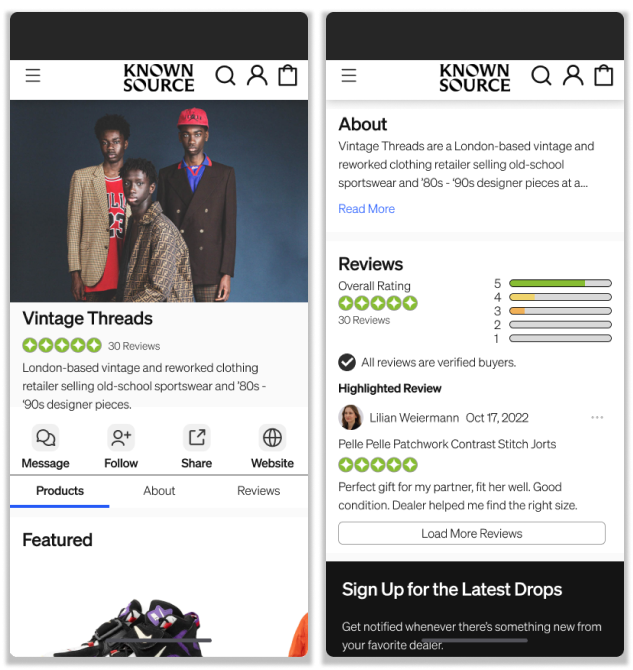 KNOWN
SOURCE
Vintage Threads
30 Reviews
London-based vintage and reworked clothing
retailer selling old-school sportswear and '80s -
'90s designer pieces.
Message
Follow
Share
Website
Products
About
Reviews
Featured
KNOWN
SOURCE
About
Vintage Threads are a London-based vintage and
reworked clothing retailer selling old-school
sportswear and '80s - '90s designer pieces at a...
Read More
Reviews
Overall Rating
30 Reviews
5
4
3
2
1
All reviews are verified buyers.
Highlighted Review
Lilian Weiermann Oct 17, 2022
Pelle Pelle Patchwork Contrast Stitch Jorts
Perfect gift for my partner, fit her well. Good
condition. Dealer helped me find the right size.
Load More Reviews
Sign Up for the Latest Drops
Get notified whenever there's something new from
your favorite dealer.